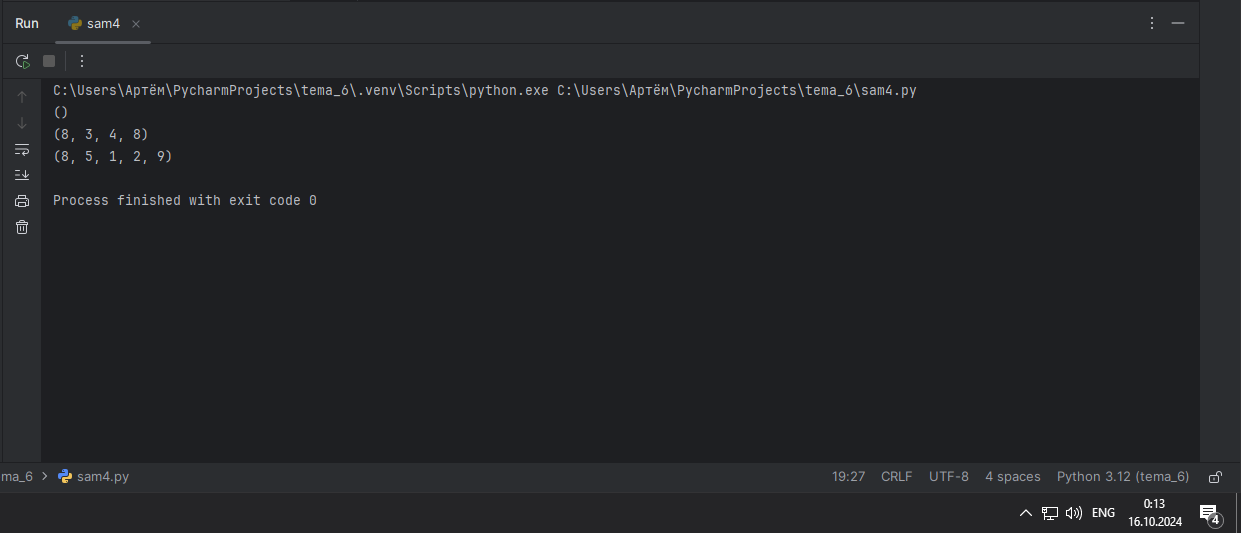 Run sam4
C:\Users\Артём\PycharmProjects\tema_6\.venv\Scripts\python.exe C:\Users\Артём\PycharmProjects\tema_6\sam4.py
()
(8, 3, 4, 8)
(8, 5, 1, 2, 9)
Process finished with exit code 0
ma_6 > sam4.py 19:27 CRLF UTF-8 4 spaces Python 3.12 (tema_6)
ENG 0:13
16.10.2024 4